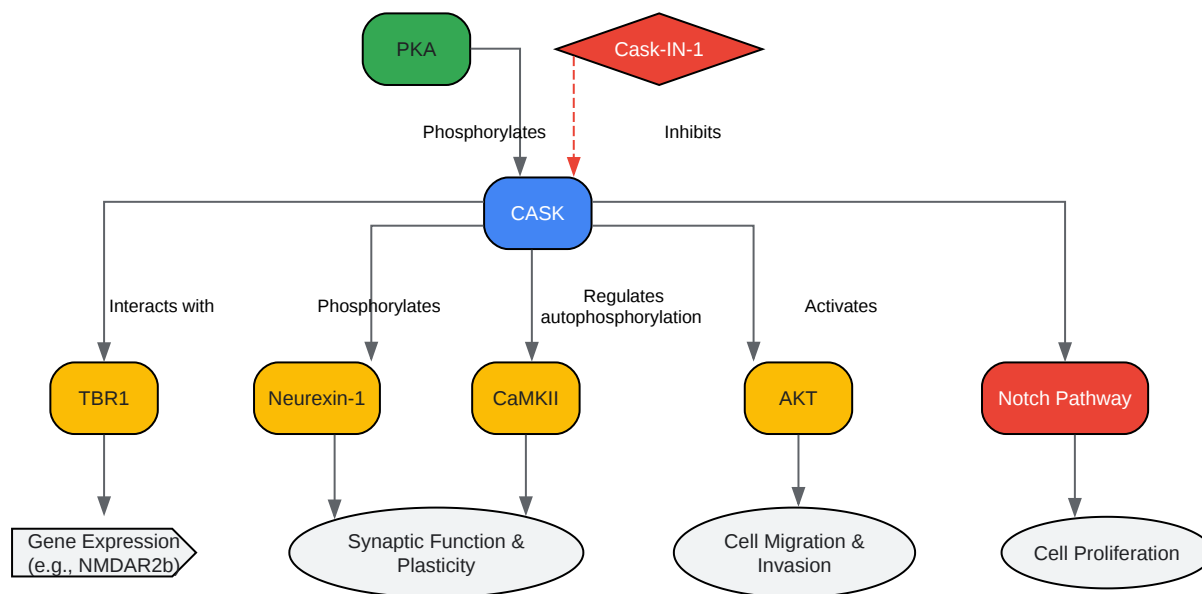 PKA
Cask-IN-1
Phosphorylates
Inhibits
CASK
Interacts with
Phosphorylates
Regulates
autophosphorylation
Activates
TBR1
Neurexin-1
CaMKII
AKT
Notch Pathway
Gene Expression
(e.g., NMDAR2b)
Synaptic Function &
Plasticity
Cell Migration &
Invasion
Cell Proliferation